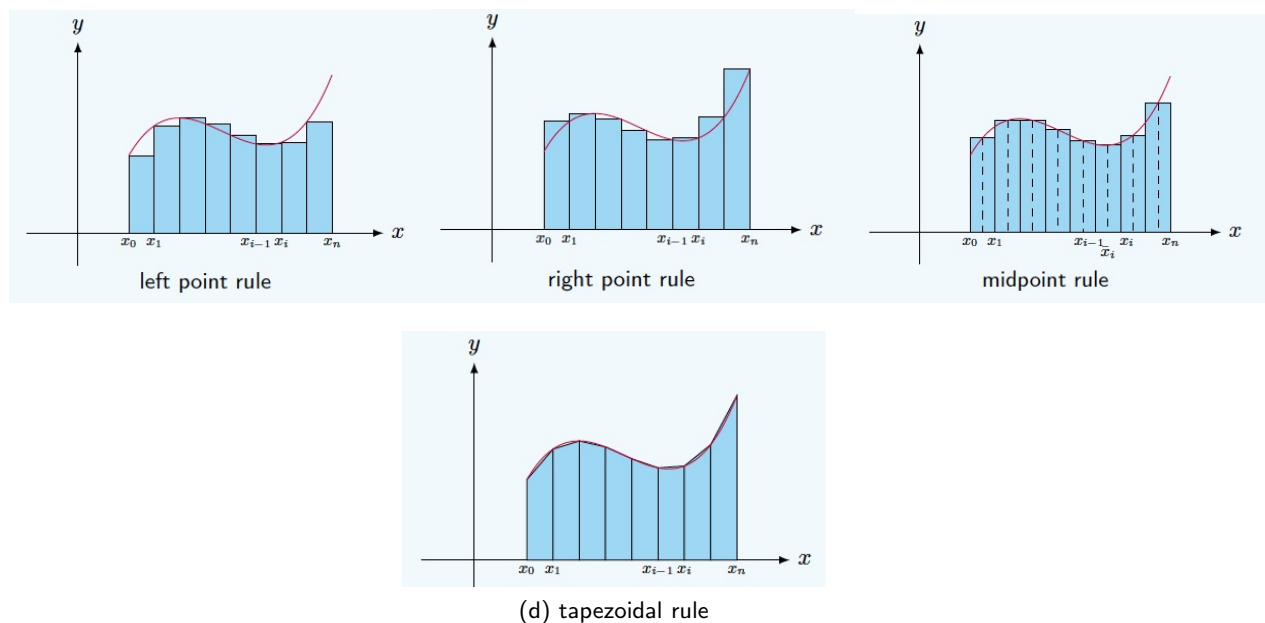 y
x
x₀ x₁ xᵢ₋₁ xᵢ xₙ
left point rule
y
x
x₀ x₁ xᵢ₋₁ xᵢ xₙ
right point rule
y
x
x₀ x₁ xᵢ₋₁ xᵢ xₙ
x̄ᵢ
midpoint rule
y
x
x₀ x₁ xᵢ₋₁ xᵢ xₙ
(d) tapezoidal rule